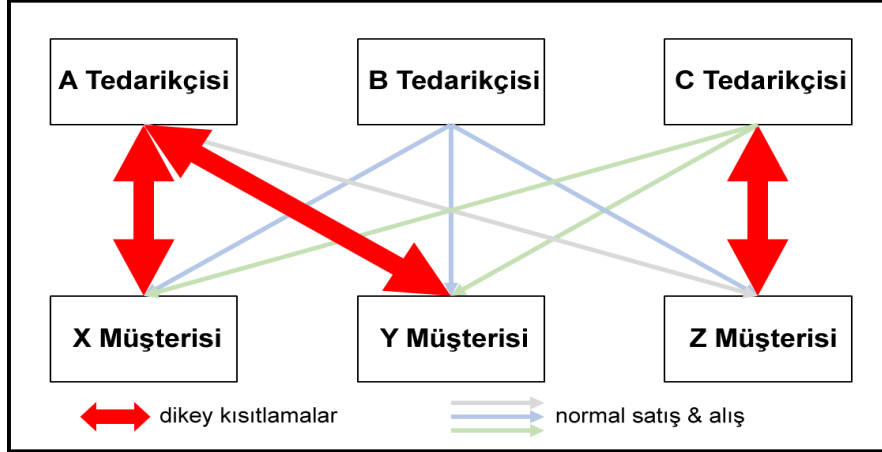 A Tedarikçisi
B Tedarikçisi
C Tedarikçisi
X Müşterisi
Y Müşterisi
Z Müşterisi
dikey kısıtlamalar
normal satış & alış